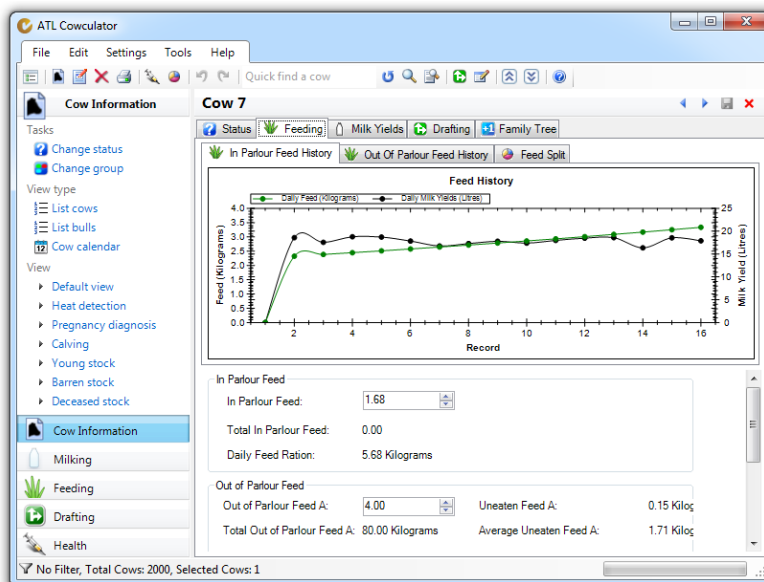 ATL Cowculator
File Edit Settings Tools Help
Quick find a cow
Cow Information
Tasks
Change status
Change group
View type
List cows
List bulls
12 Cow calendar
View
Default view
Heat detection
Pregnancy diagnosis
Calving
Young stock
Barren stock
Deceased stock
Cow Information
Milking
Feeding
Drafting
Health
Cow 7
Status Feeding Milk Yields Drafting +1 Family Tree
In Parlour Feed History Out Of Parlour Feed History Feed Split
Feed History
Daily Feed (Kilograms) Daily Milk Yields (Litres)
Feed (Kilograms)
4.0
3.5
3.0
2.5
2.0
1.5
1.0
0.5
0.0
25
20
15
10
5
0
Milk Yield (Litres)
2 4 6 8 10 12 14 16
Record
In Parlour Feed
In Parlour Feed: 1.68
Total In Parlour Feed: 0.00
Daily Feed Ration: 5.68 Kilograms
Out of Parlour Feed
Out of Parlour Feed A: 4.00 Uneaten Feed A: 0.15 Kilog
Total Out of Parlour Feed A: 80.00 Kilograms Average Uneaten Feed A: 1.71 Kilog
No Filter, Total Cows: 2000, Selected Cows: 1